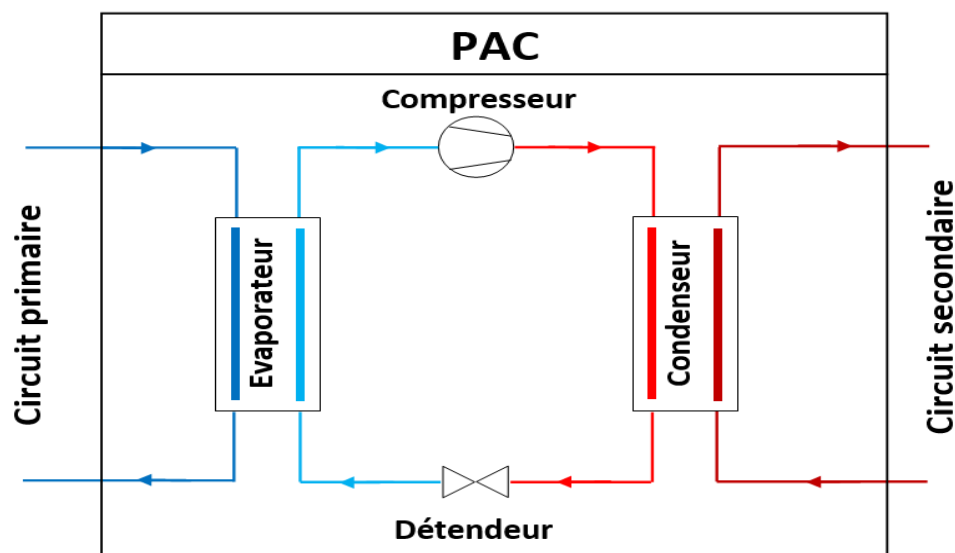 PAC
Compresseur
Circuit primaire
Evaporateur
Condenseur
Circuit secondaire
Détendeur